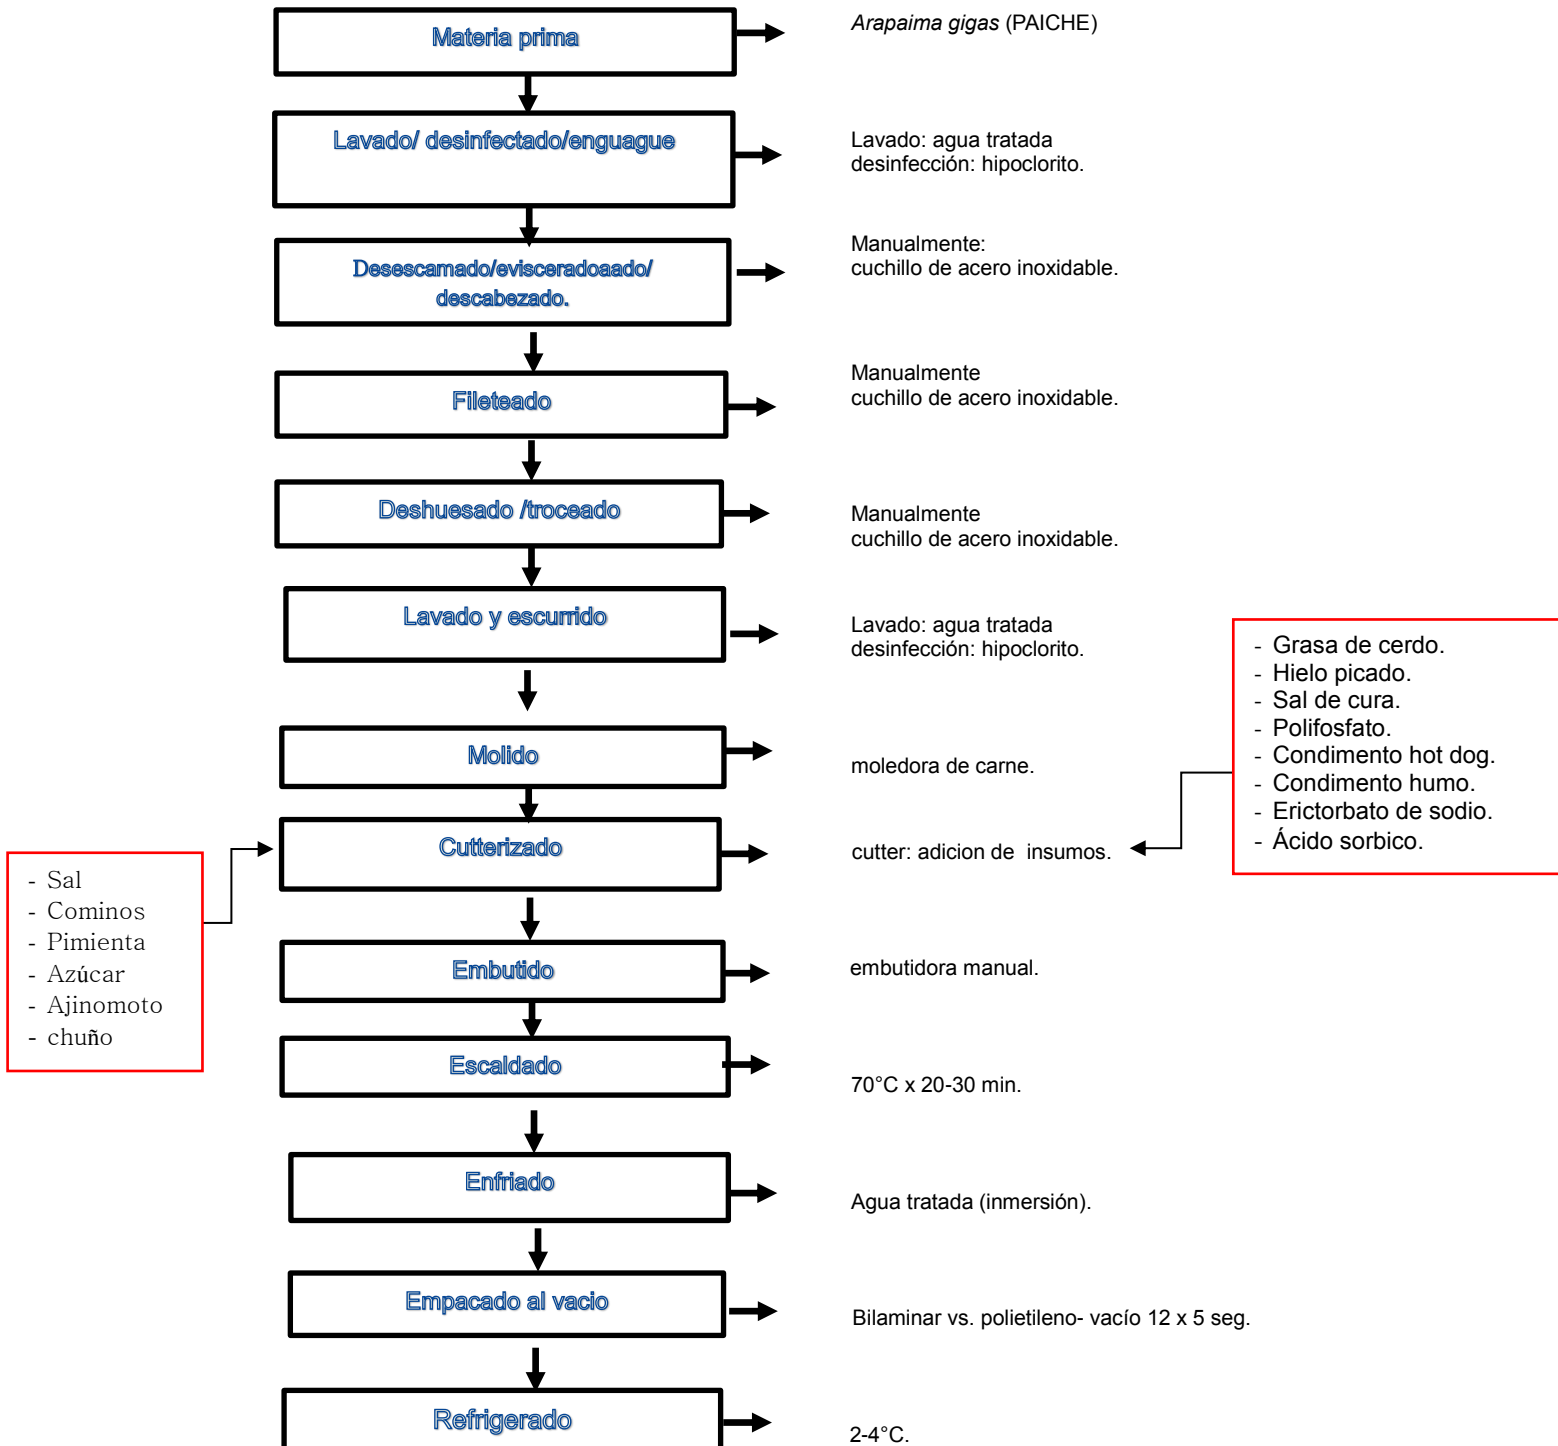 Materia prima
Arapaima gigas (PAICHE)
Lavado/ desinfectado/enguague
Lavado: agua tratada
desinfección: hipoclorito.
Desescamado/evisceradoaado/
descabezado.
Manualmente:
cuchillo de acero inoxidable.
Fileteado
Manualmente
cuchillo de acero inoxidable.
Deshuesado /troceado
Manualmente
cuchillo de acero inoxidable.
Lavado y escurrido
Lavado: agua tratada
desinfección: hipoclorito.
- Grasa de cerdo.
- Hielo picado.
- Sal de cura.
- Polifosfato.
- Condimento hot dog.
- Condimento humo.
- Erictorbato de sodio.
- Ácido sorbico.
Molido
moledora de carne.
Cutterizado
cutter: adicion de  insumos.
- Sal
- Cominos
- Pimienta
- Azúcar
- Ajinomoto
- chuño
Embutido
embutidora manual.
Escaldado
70°C x 20-30 min.
Enfriado
Agua tratada (inmersión).
Empacado al vacio
Bilaminar vs. polietileno- vacío 12 x 5 seg.
Refrigerado
2-4°C.